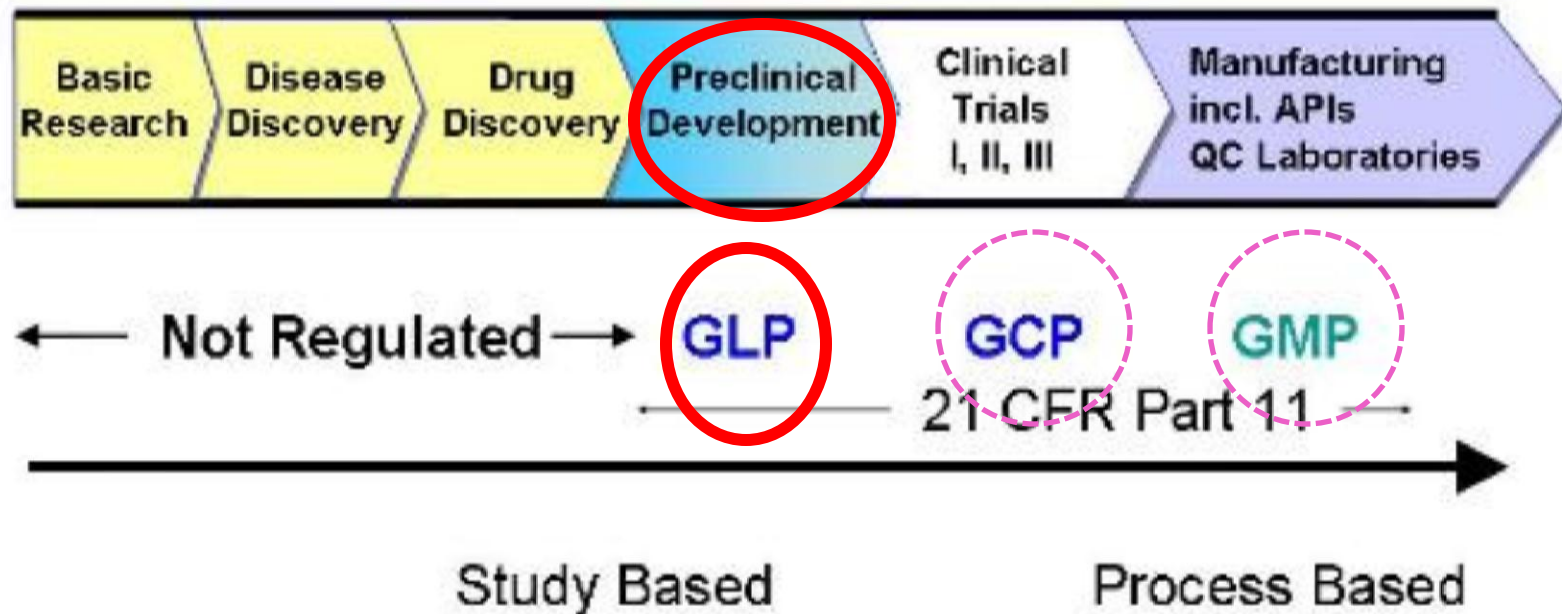 Basic
Research
Disease
Discovery
Drug
Discovery
Preclinical
Development
Clinical
Trials
I, II, III
Manufacturing
incl. APIs
QC Laboratories
Not Regulated
GLP
GCP
GMP
21 CFR Part 11
Study Based
Process Based